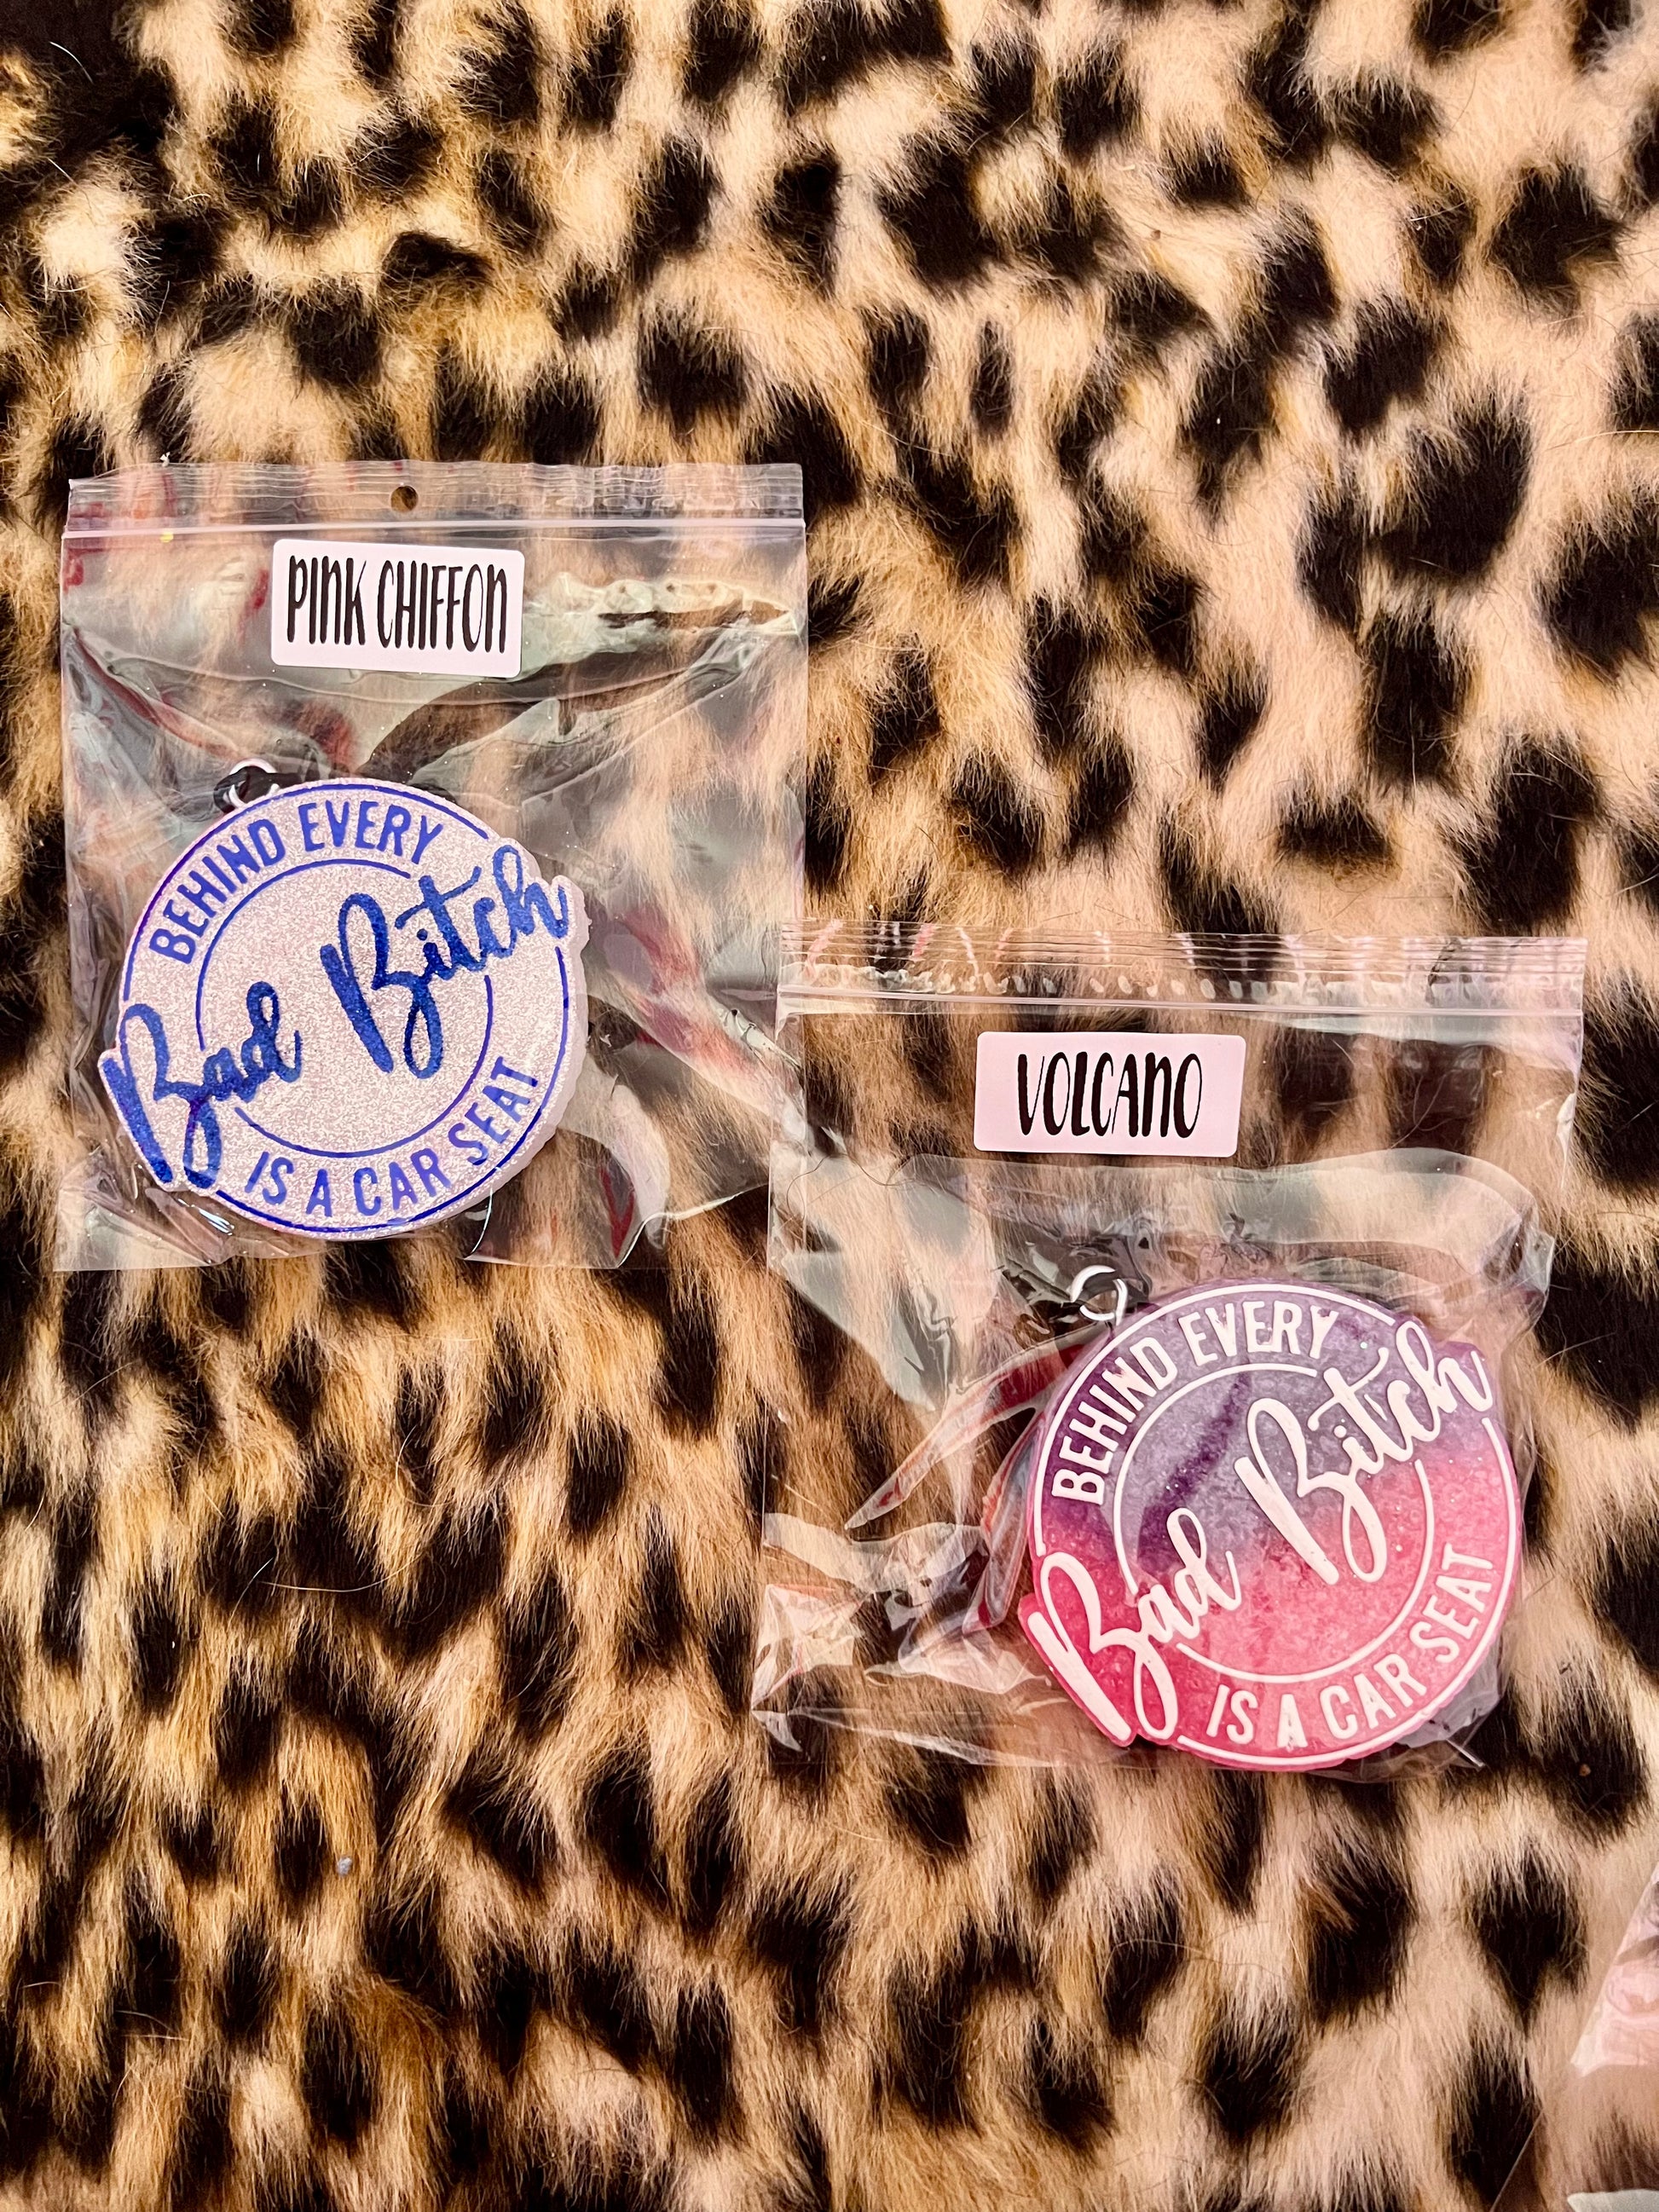 PINK CHIFFON
BEHIND EVERY
Bad Bitch
IS A CAR SEAT
VOLCANO
BEHIND EVERY
Bad Bitch
IS A CAR SEAT